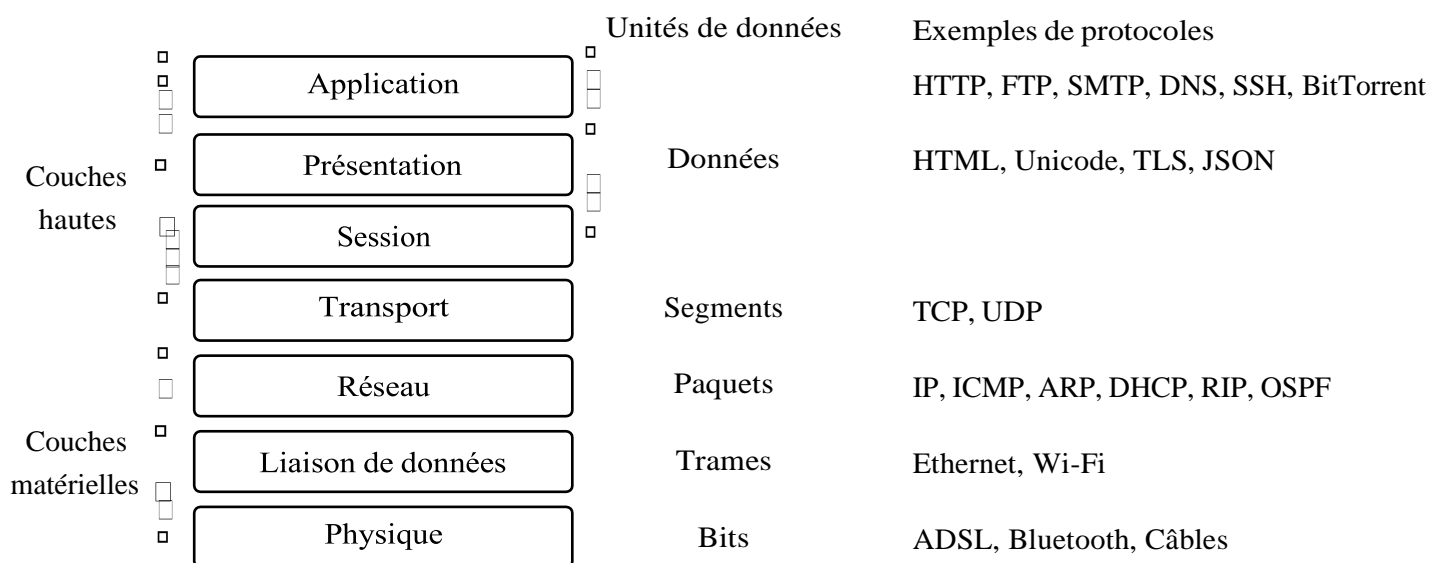 Unités de données Exemples de protocoles
Application HTTP, FTP, SMTP, DNS, SSH, BitTorrent
Couches
hautes
Présentation Données HTML, Unicode, TLS, JSON
Session
Transport Segments TCP, UDP
Réseau Paquets IP, ICMP, ARP, DHCP, RIP, OSPF
Couches
matérielles
Liaison de données Trames Ethernet, Wi-Fi
Physique Bits ADSL, Bluetooth, Câbles